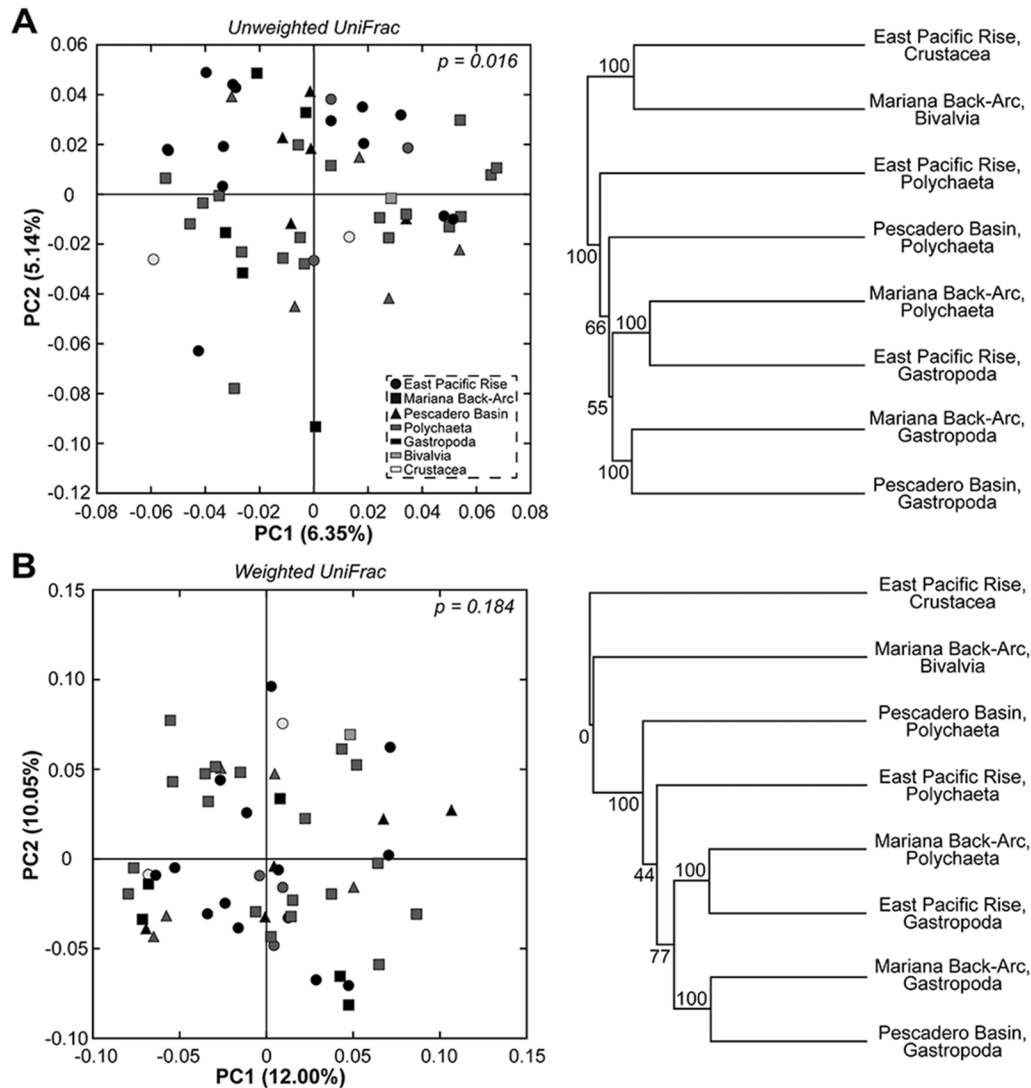 A
Unweighted UniFrac
p = 0.016
0.06
0.04
0.02
0
-0.02
-0.04
-0.06
-0.08
-0.10
-0.12
PC2 (5.14%)
-0.08
-0.06
-0.04
-0.02
0
0.02
0.04
0.06
0.08
PC1 (6.35%)
East Pacific Rise
Mariana Back-Arc
Pescadero Basin
Polychaeta
Gastropoda
Bivalvia
Crustacea
100
100
66
100
55
100
East Pacific Rise,
Crustacea
Mariana Back-Arc,
Bivalvia
East Pacific Rise,
Polychaeta
Pescadero Basin,
Polychaeta
Mariana Back-Arc,
Polychaeta
East Pacific Rise,
Gastropoda
Mariana Back-Arc,
Gastropoda
Pescadero Basin,
Gastropoda
B
Weighted UniFrac
p = 0.184
0.15
0.10
0.05
0
-0.05
-0.10
PC2 (10.05%)
-0.10
-0.05
0
0.05
0.10
0.15
PC1 (12.00%)
0
100
44
100
77
100
East Pacific Rise,
Crustacea
Mariana Back-Arc,
Bivalvia
Pescadero Basin,
Polychaeta
East Pacific Rise,
Polychaeta
Mariana Back-Arc,
Polychaeta
East Pacific Rise,
Gastropoda
Mariana Back-Arc,
Gastropoda
Pescadero Basin,
Gastropoda